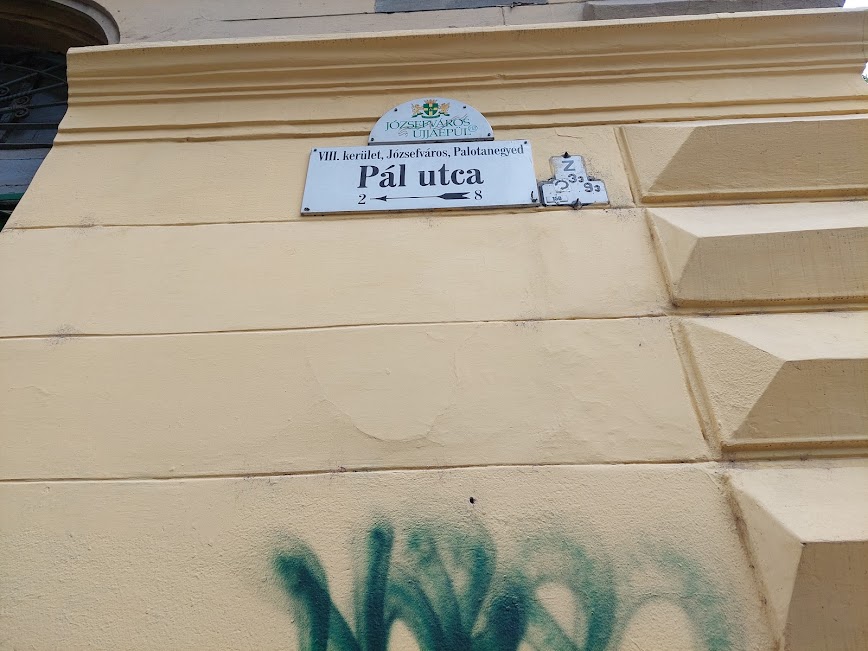 JÓZSEFVÁROS
ÚJJÁÉPÜL
VIII. kerület, Józsefváros, Palotanegyed
Pál utca
2 8
Z